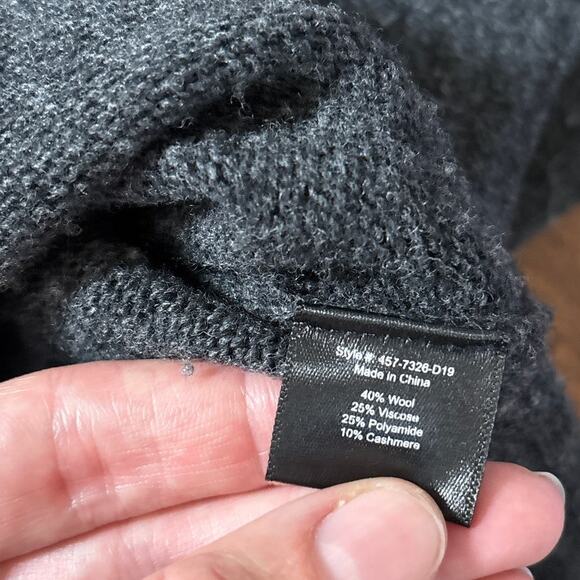 Style #: 457-7326-D19
Made in China
40% Wool
25% Viscose
25% Polyamide
10% Cashmere